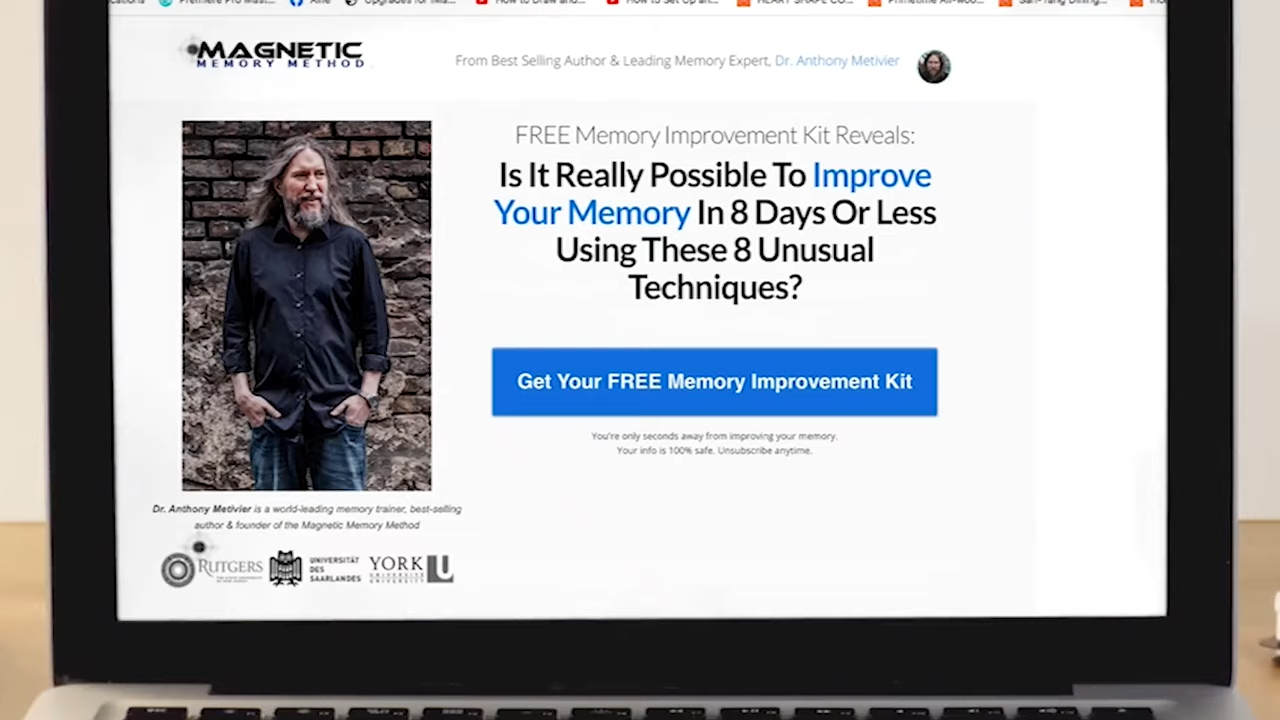 MAGNETIC
MEMORY METHOD
From Best Selling Author & Leading Memory Expert, Dr. Anthony Metivier
FREE Memory Improvement Kit Reveals:
Is It Really Possible To Improve
Your Memory In 8 Days Or Less
Using These 8 Unusual
Techniques?
Get Your FREE Memory Improvement Kit
You're only seconds away from improving your memory.
Your info is 100% safe. Unsubscribe anytime.
Dr. Anthony Metivier is a world-leading memory trainer, best-selling
author & founder of the Magnetic Memory Method
RUTGERS
UNIVERSITÄT
DES
SAARLANDES
YORK U